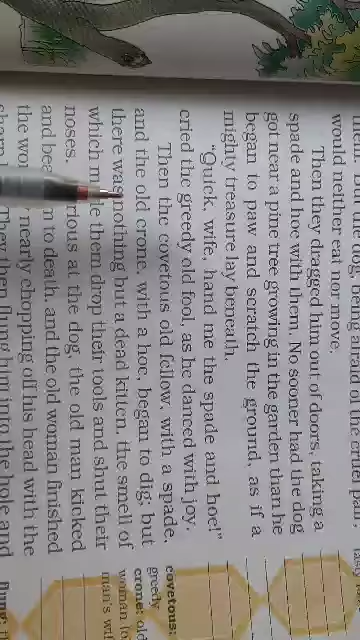 would neither eat nor move.
Then they dragged him out of doors, taking a
spade and hoe with them. No sooner had the dog
got near a pine tree growing in the garden than he
began to paw and scratch the ground, as if a
mighty treasure lay beneath.
"Quick, wife, hand me the spade and hoe!"
cried the greedy old fool, as he danced with joy.
Then the covetous old fellow, with a spade,
and the old crone, with a hoe, began to dig; but
there was nothing but a dead kitten, the smell of
which made them drop their tools and shut their
noses. at the dog, the old man kicked
and to death, and the old woman finished
the nearly chopping off his head with the
They then flung him into the hole and
covetous:
greedy
crone: old
woman
man's
flung: